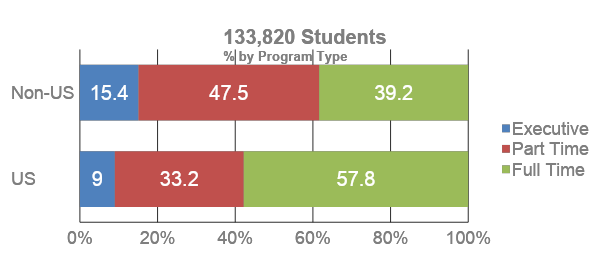 133,820 Students
% by Program Type
Non-US 15.4 47.5 39.2
US 9 33.2 57.8
0% 20% 40% 60% 80% 100%
Executive
Part Time
Full Time